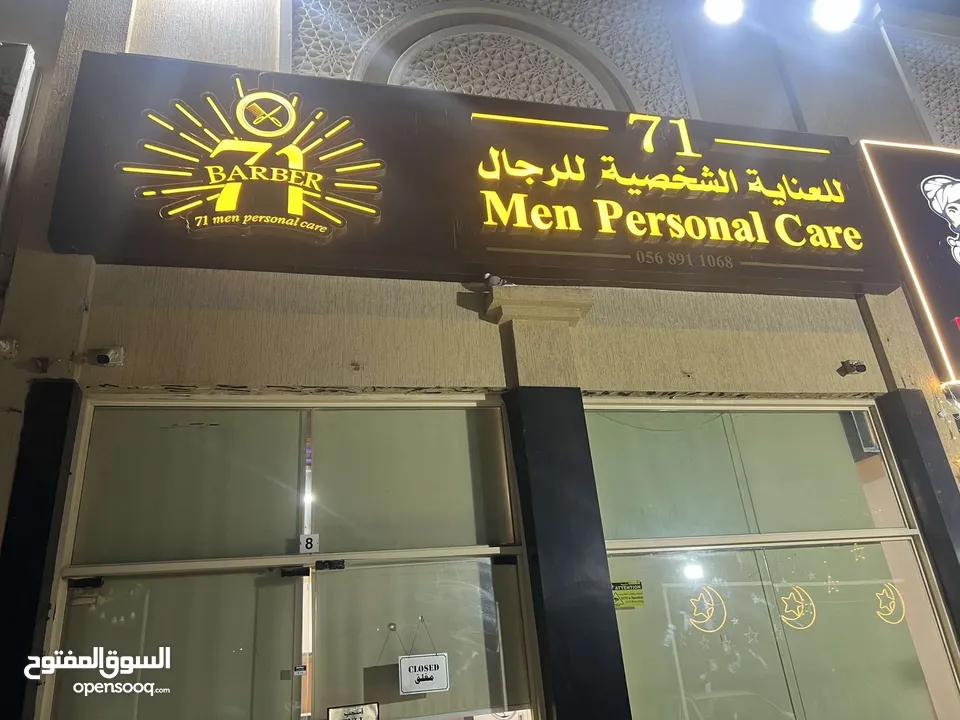 71
BARBER
71 men personal care
71
للعناية الشخصية للرجال
Men Personal Care
056 891 1068
8
ATTENTION
CLOSED
مغلق
السوق المفتوح
opensooq.com